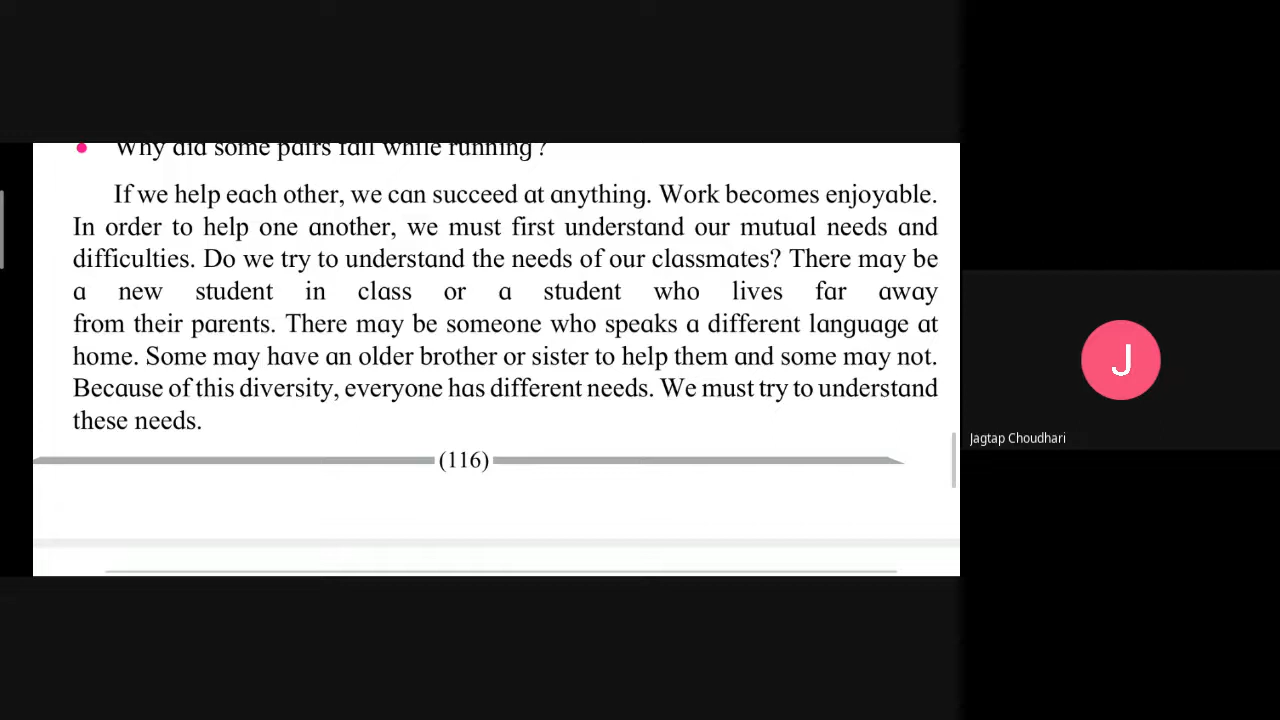 Why did some pairs fall while running ?
If we help each other, we can succeed at anything. Work becomes enjoyable.
In order to help one another, we must first understand our mutual needs and
difficulties. Do we try to understand the needs of our classmates? There may be
a new student in class or a student who lives far away
from their parents. There may be someone who speaks a different language at
home. Some may have an older brother or sister to help them and some may not.
Because of this diversity, everyone has different needs. We must try to understand
these needs.
(116)
J
Jagtap Choudhari